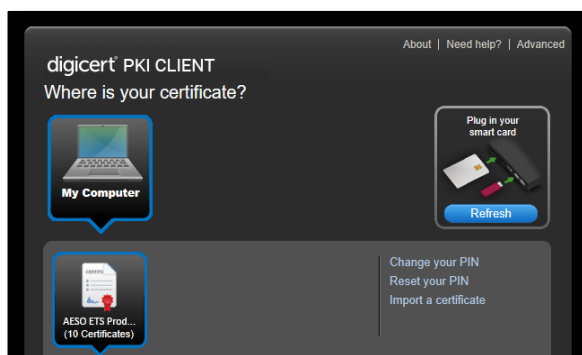 About | Need help? | Advanced
digicert® PKI CLIENT
Where is your certificate?
Plug in your
smart card
My Computer
Refresh
Change your PIN
Reset your PIN
Import a certificate
AESO ETS Prod...
(10 Certificates)